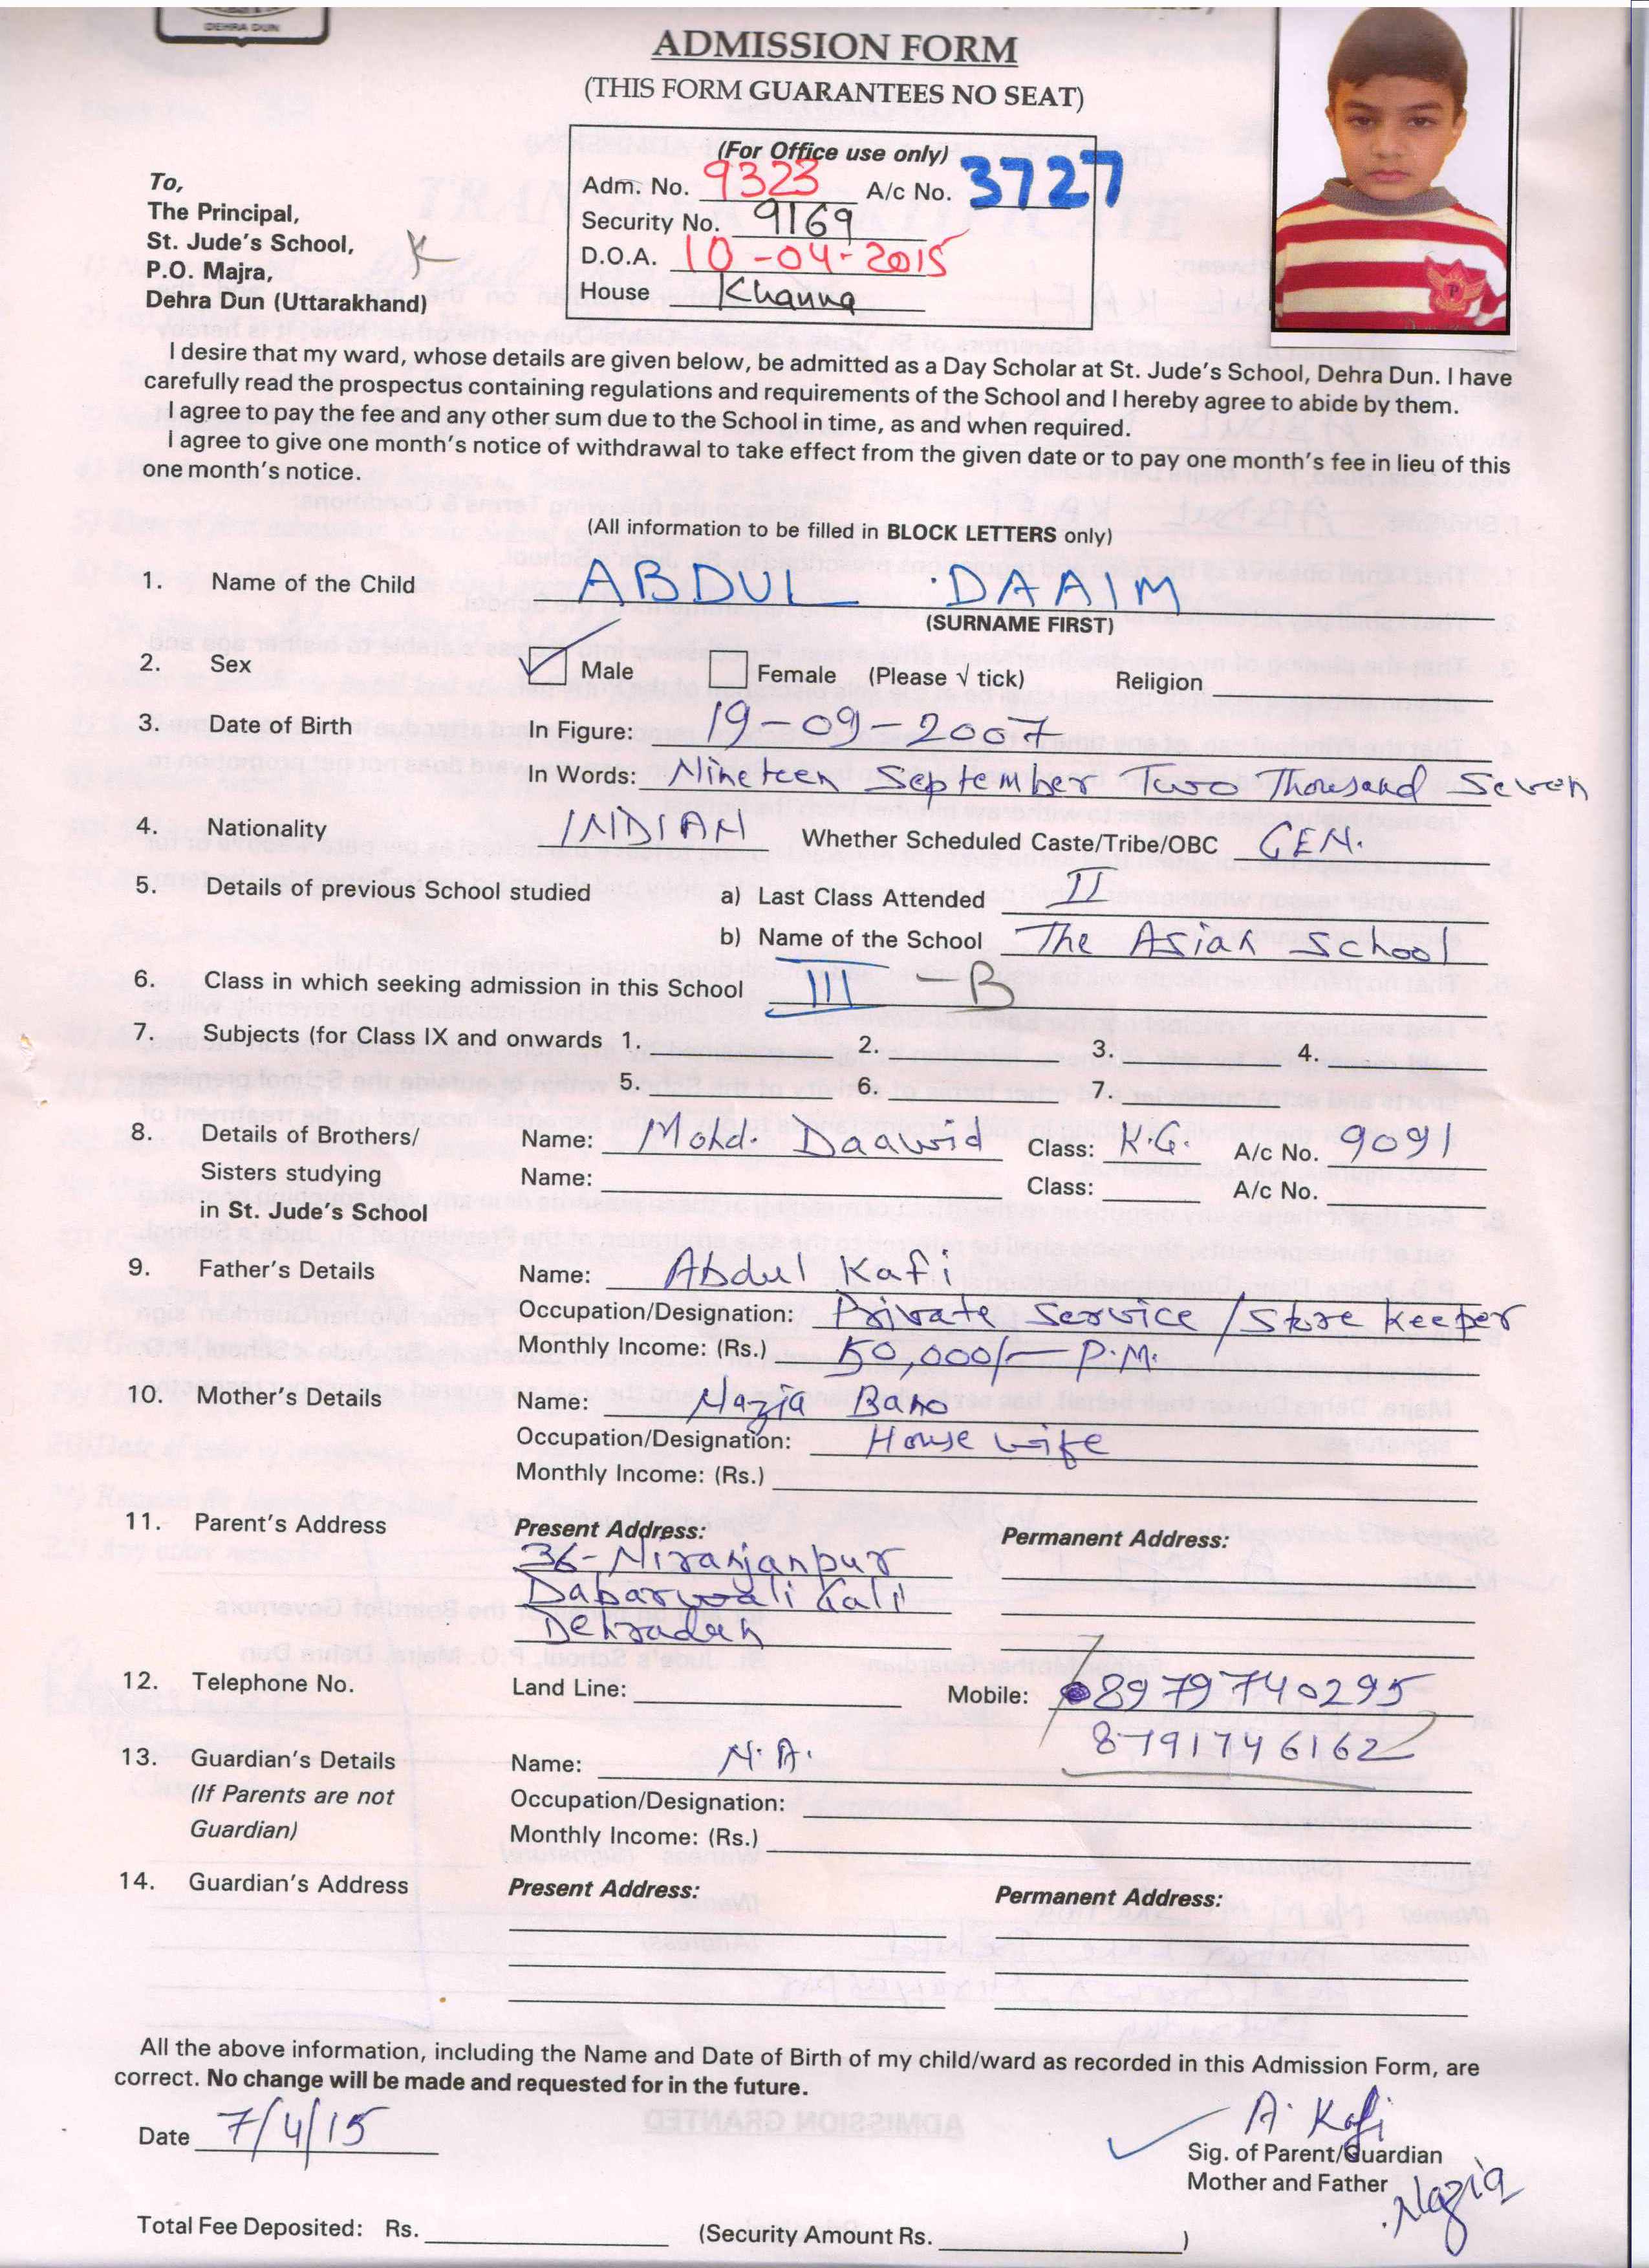 DEHRA DUN
ADMISSION FORM
(THIS FORM GUARANTEES NO SEAT)
(For Office use only)
Adm. No. 9323 A/c No. 3727
Security No. 9169
D.O.A. 10-04-2015
House Khanna
To,
The Principal,
St. Jude's School,
P.O. Majra,
Dehra Dun (Uttarakhand)
K
I desire that my ward, whose details are given below, be admitted as a Day Scholar at St. Jude's School, Dehra Dun. I have
carefully read the prospectus containing regulations and requirements of the School and I hereby agree to abide by them.
I agree to pay the fee and any other sum due to the School in time, as and when required.
I agree to give one month's notice of withdrawal to take effect from the given date or to pay one month's fee in lieu of this
one month's notice.
(All information to be filled in BLOCK LETTERS only)
1. Name of the Child ABDUL DAAIM
(SURNAME FIRST)
2. Sex Male Female (Please √ tick) Religion
3. Date of Birth In Figure: 19-09-2007
In Words: Nineteen September Two Thousand Seven
4. Nationality INDIAN Whether Scheduled Caste/Tribe/OBC GEN.
5. Details of previous School studied a) Last Class Attended II
b) Name of the School The Asian School
6. Class in which seeking admission in this School III - B
7. Subjects (for Class IX and onwards 1. 2. 3. 4.
5. 6. 7.
8. Details of Brothers/ Name: Mohd. Daawid Class: K.G. A/c No. 9091
Sisters studying Name: Class: A/c No.
in St. Jude's School
9. Father's Details Name: Abdul Kafi
Occupation/Designation: Private Service / Store Keeper
Monthly Income: (Rs.) 50,000/- P.M.
10. Mother's Details Name: Nazia Bano
Occupation/Designation: House wife
Monthly Income: (Rs.)
11. Parent's Address Present Address: Permanent Address:
36-Niranjanpur
Dabarwali Gali
Dehradun
12. Telephone No. Land Line: Mobile: 8979740295
8791746162
13. Guardian's Details Name: N.A.
(If Parents are not Occupation/Designation:
Guardian) Monthly Income: (Rs.)
14. Guardian's Address Present Address: Permanent Address:
All the above information, including the Name and Date of Birth of my child/ward as recorded in this Admission Form, are
correct. No change will be made and requested for in the future.
Date 7/4/15
A. Kafi
Sig. of Parent/Guardian
Mother and Father
Nazia
Total Fee Deposited: Rs. (Security Amount Rs. )